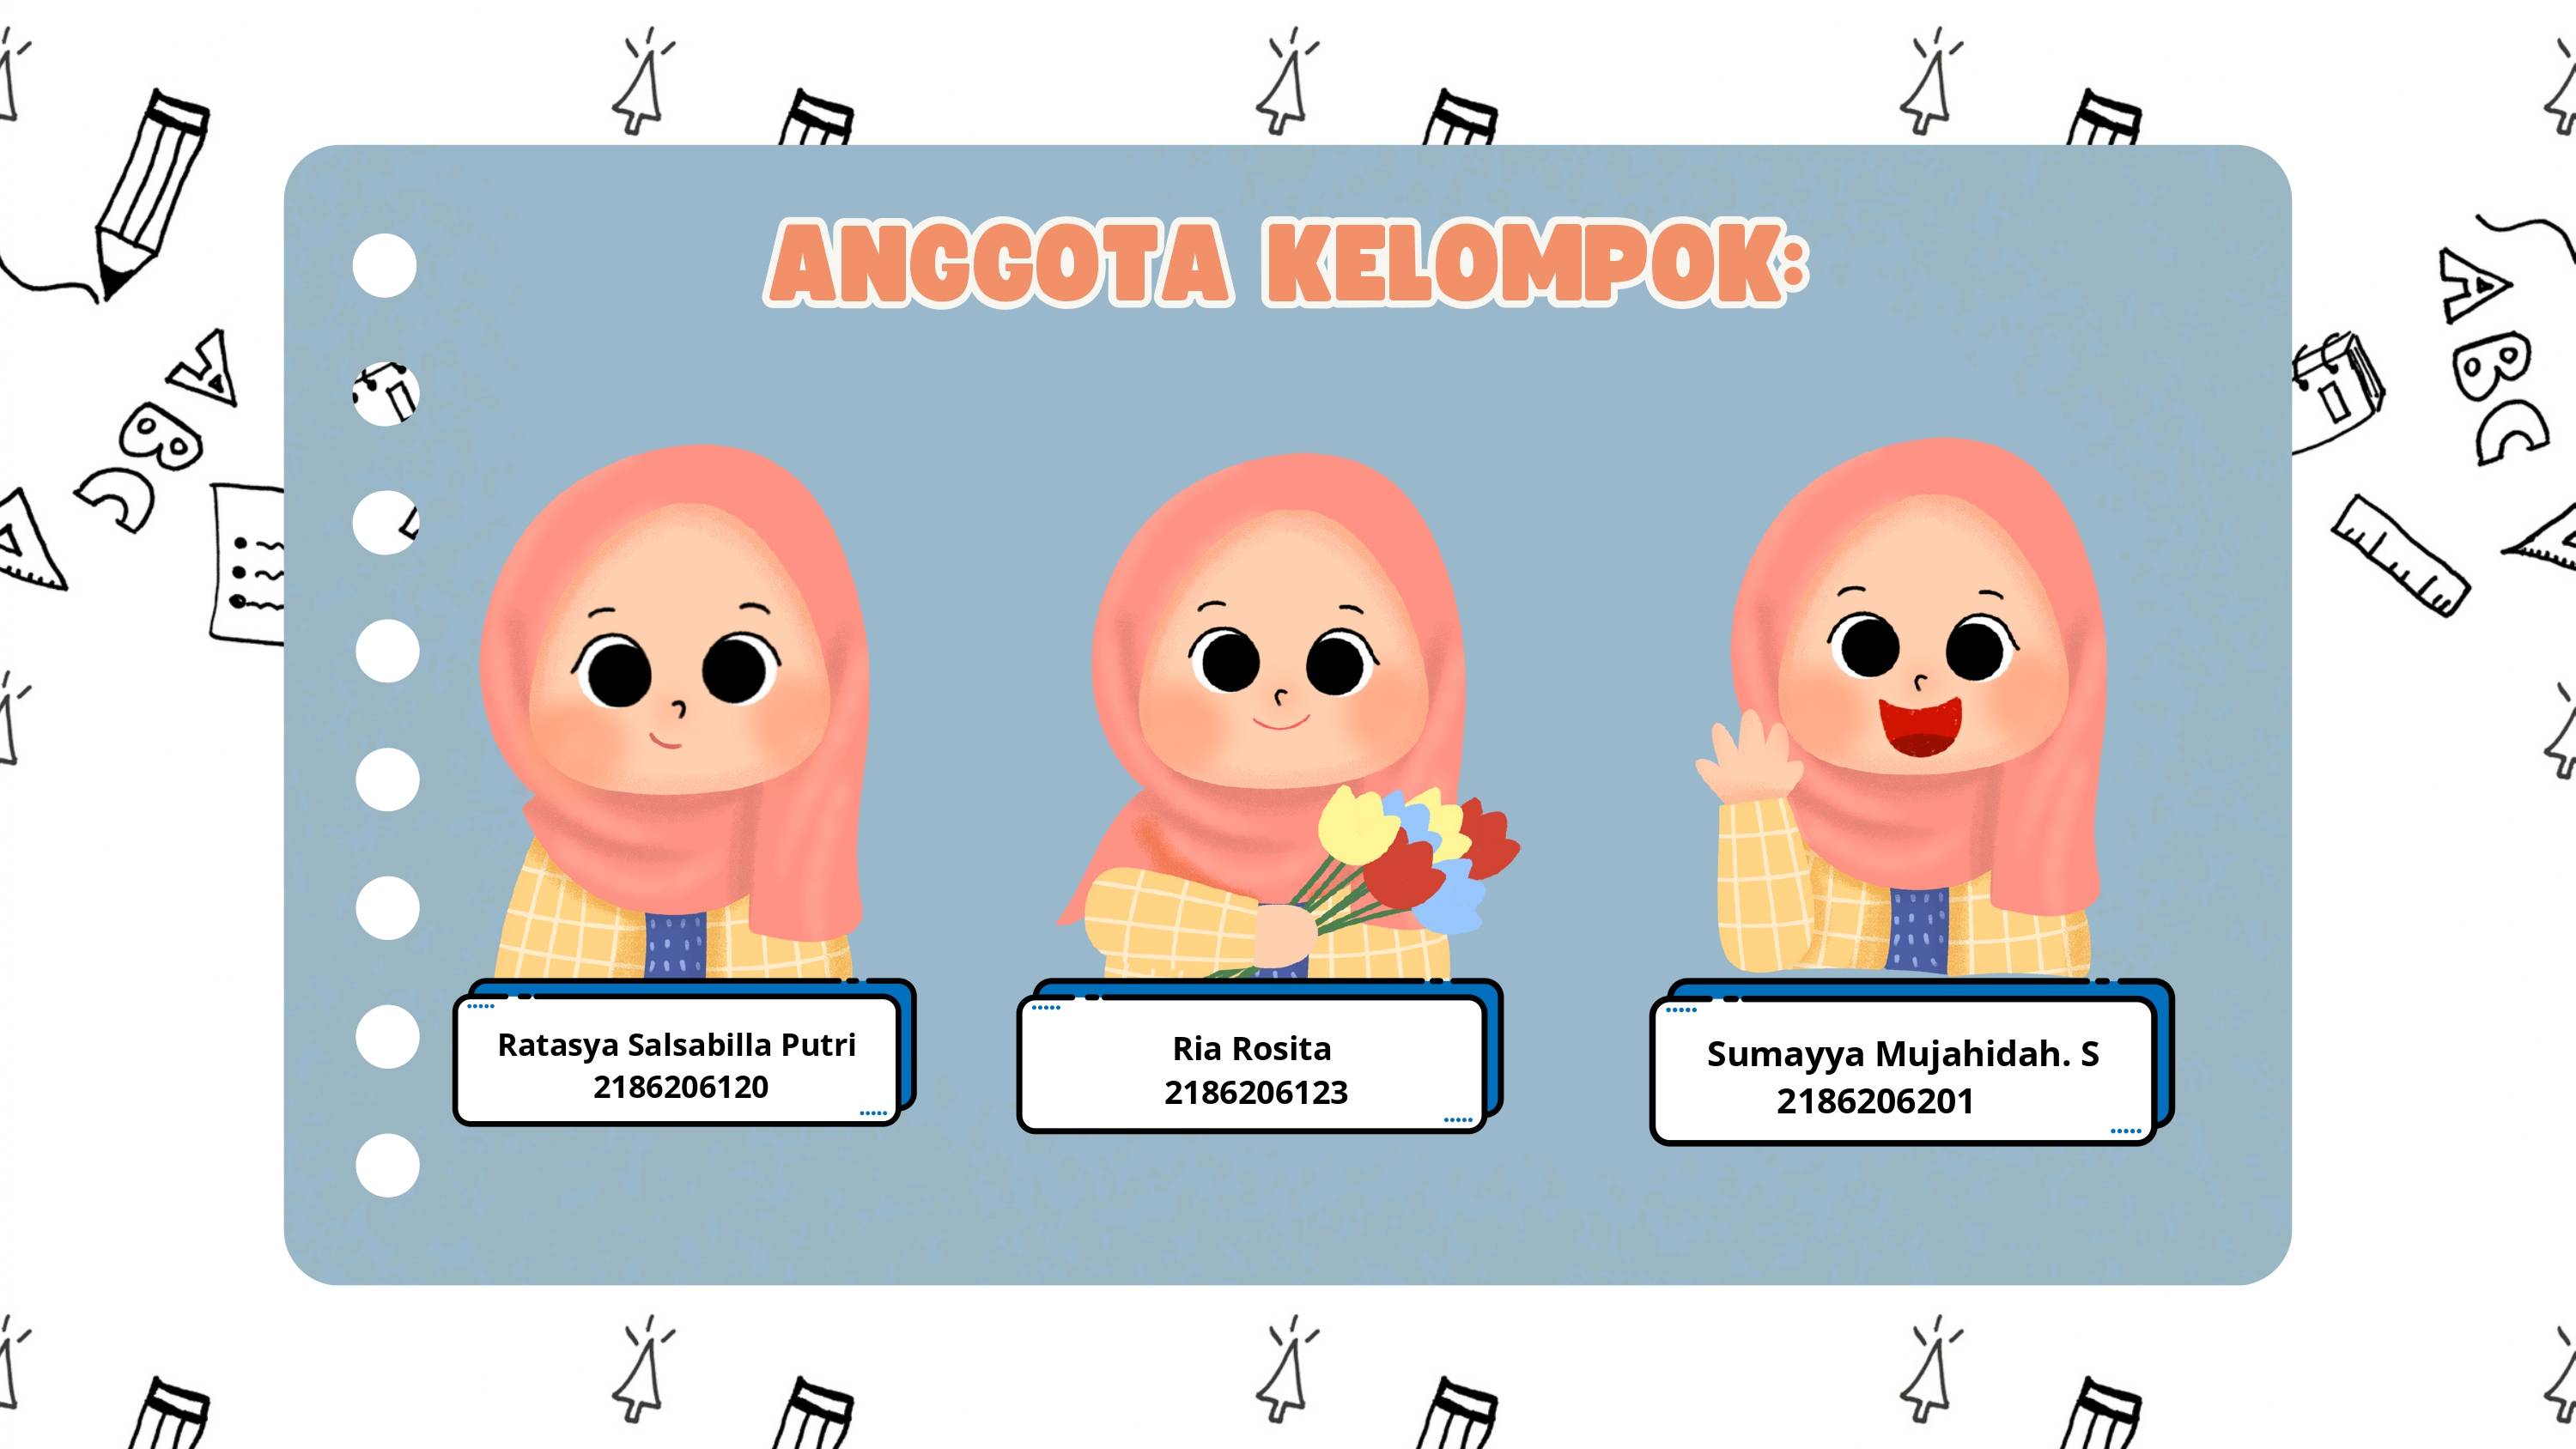 ANGGOTA KELOMPOK:
A
B
C
A
B
C
Ratasya Salsabilla Putri
2186206120
Ria Rosita
2186206123
Sumayya Mujahidah. S
2186206201